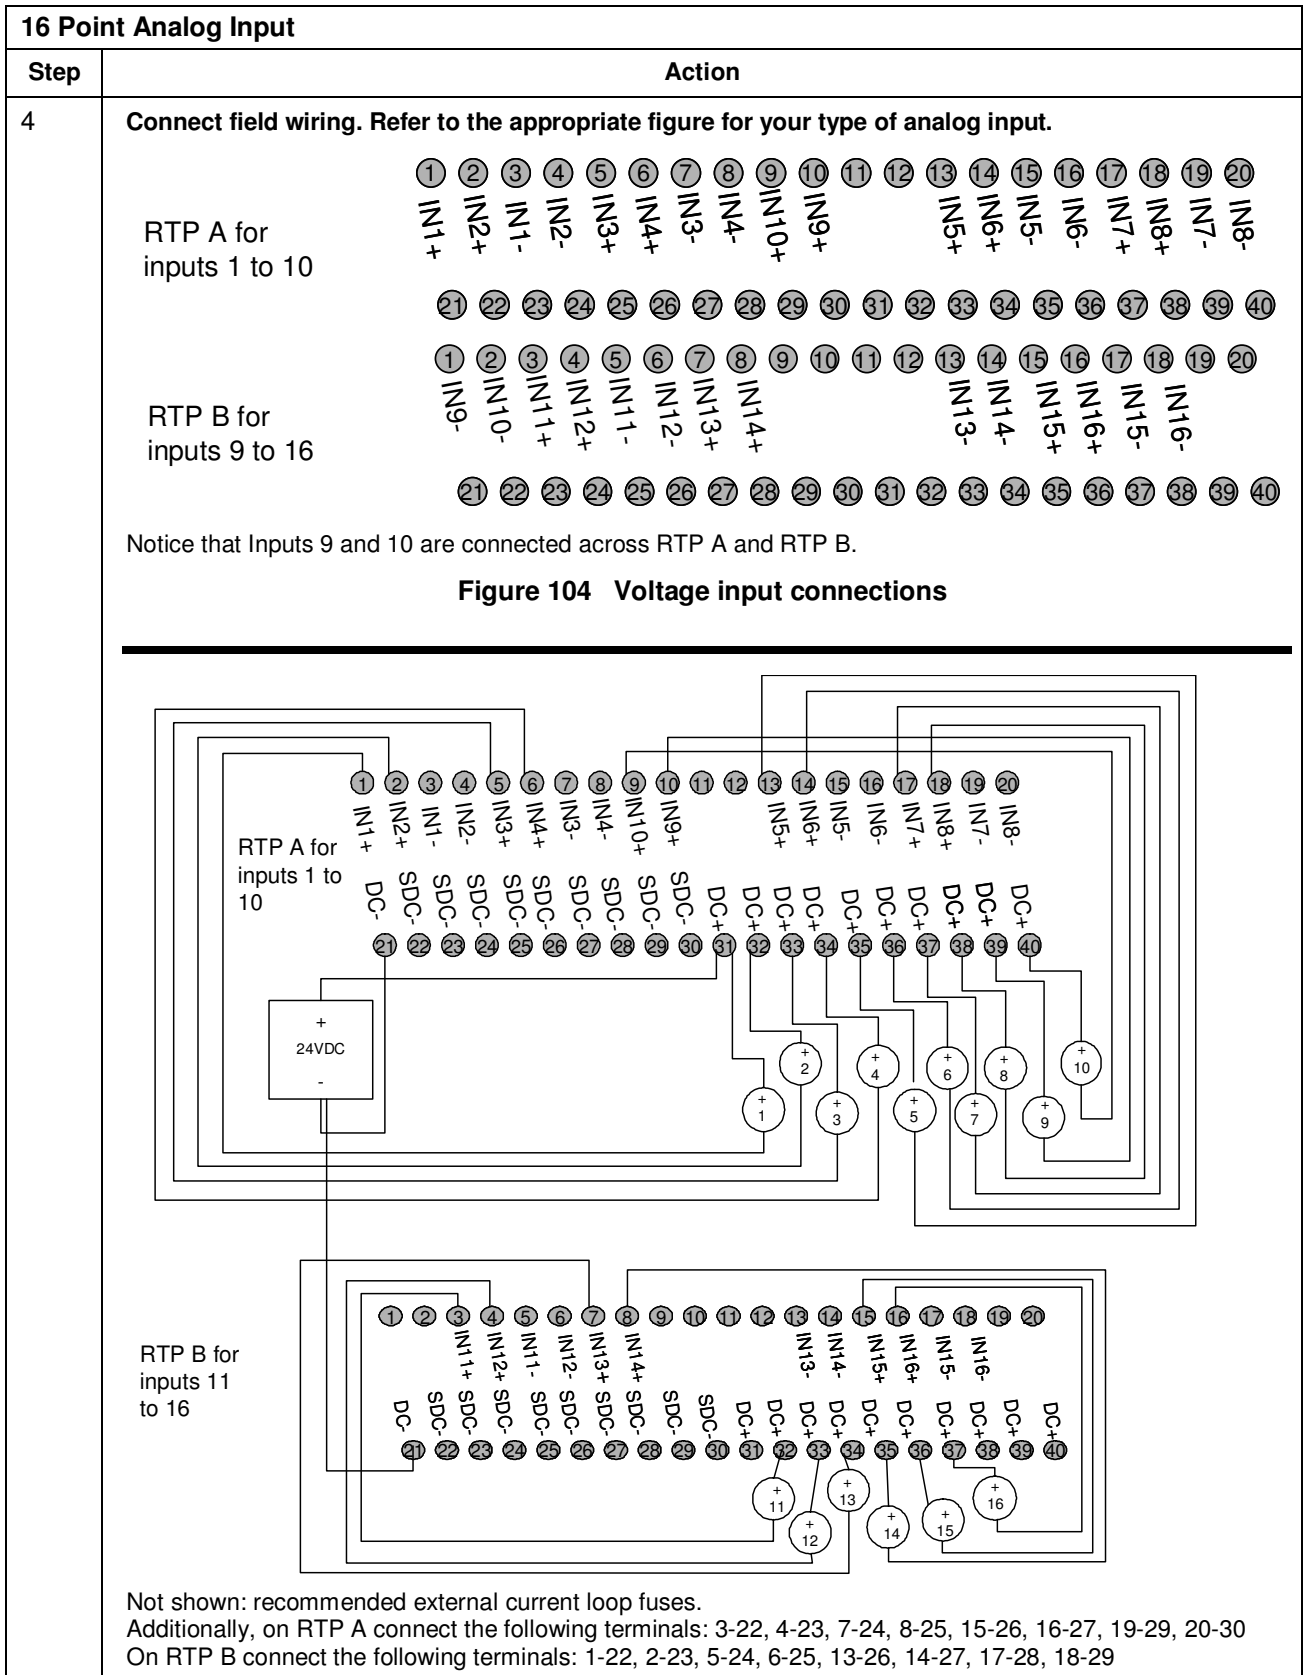 16 Point Analog Input
Step Action
4 Connect field wiring. Refer to the appropriate figure for your type of analog input.
1 2 3 4 5 6 7 8 9 10 11 12 13 14 15 16 17 18 19 20
IN1+ IN2+ IN1- IN2- IN3+ IN4+ IN3- IN4- IN10+ IN9+ IN5+ IN6+ IN5- IN6- IN7+ IN8+ IN7- IN8-
RTP A for
inputs 1 to 10
21 22 23 24 25 26 27 28 29 30 31 32 33 34 35 36 37 38 39 40
1 2 3 4 5 6 7 8 9 10 11 12 13 14 15 16 17 18 19 20
IN9- IN10- IN11+ IN12+ IN11- IN12- IN13+ IN14+ IN13- IN14- IN15+ IN16+ IN15- IN16-
RTP B for
inputs 9 to 16
21 22 23 24 25 26 27 28 29 30 31 32 33 34 35 36 37 38 39 40
Notice that Inputs 9 and 10 are connected across RTP A and RTP B.
Figure 104 Voltage input connections
1 2 3 4 5 6 7 8 9 10 11 12 13 14 15 16 17 18 19 20
IN1+ IN2+ IN1- IN2- IN3+ IN4+ IN3- IN4- IN10+ IN9+ IN5+ IN6+ IN5- IN6- IN7+ IN8+ IN7- IN8-
RTP A for
inputs 1 to
10
DC- SDC- SDC- SDC- SDC- SDC- SDC- SDC- SDC- SDC- DC+ DC+ DC+ DC+ DC+ DC+ DC+ DC+ DC+ DC+
21 22 23 24 25 26 27 28 29 30 31 32 33 34 35 36 37 38 39 40
+
24VDC
-
+ 2
+ 4
+ 6
+ 8
+ 10
+ 1
+ 3
+ 5
+ 7
+ 9
1 2 3 4 5 6 7 8 9 10 11 12 13 14 15 16 17 18 19 20
IN11+ IN12+ IN11- IN12- IN13+ IN14+ IN13- IN14- IN15+ IN16+ IN15- IN16-
RTP B for
inputs 11
to 16
DC- SDC- SDC- SDC- SDC- SDC- SDC- SDC- SDC- SDC- DC+ DC+ DC+ DC+ DC+ DC+ DC+ DC+ DC+ DC+
21 22 23 24 25 26 27 28 29 30 31 32 33 34 35 36 37 38 39 40
+ 11
+ 13
+ 16
+ 12
+ 14
+ 15
Not shown: recommended external current loop fuses.
Additionally, on RTP A connect the following terminals: 3-22, 4-23, 7-24, 8-25, 15-26, 16-27, 19-29, 20-30
On RTP B connect the following terminals: 1-22, 2-23, 5-24, 6-25, 13-26, 14-27, 17-28, 18-29